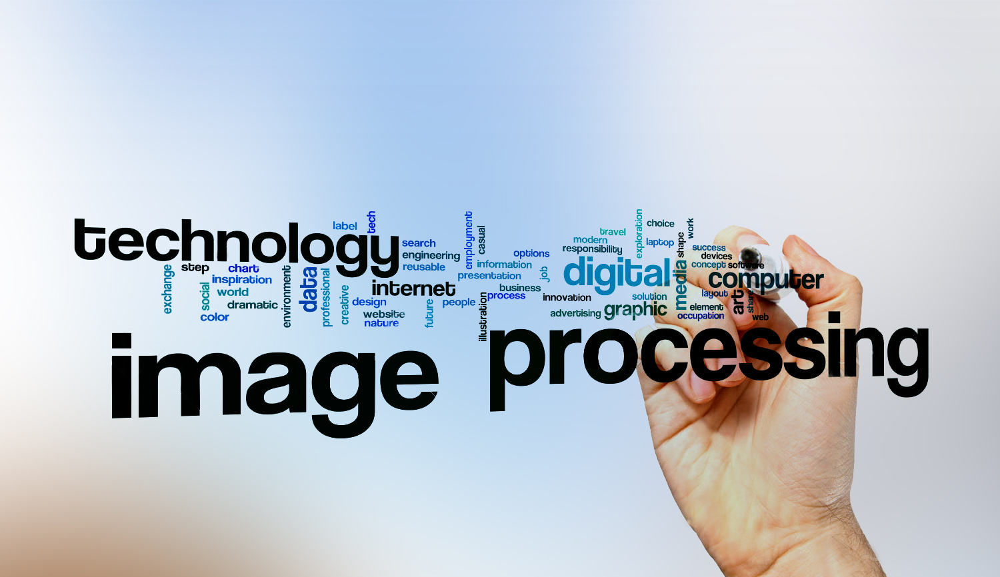 technology
label
tech
search
engineering
reusable
employment
casual
information
options
presentation
job
business
process
travel
modern
responsibility
exploration
choice
laptop
shape
work
success
devices
concept software
digital
media
computer
exchange
step
chart
inspiration
social
world
dramatic
color
environment
data
professional
creative
internet
design
website
nature
future
people
illustration
innovation
advertising
graphic
solution
layout
element
occupation
art
share
web
image processing